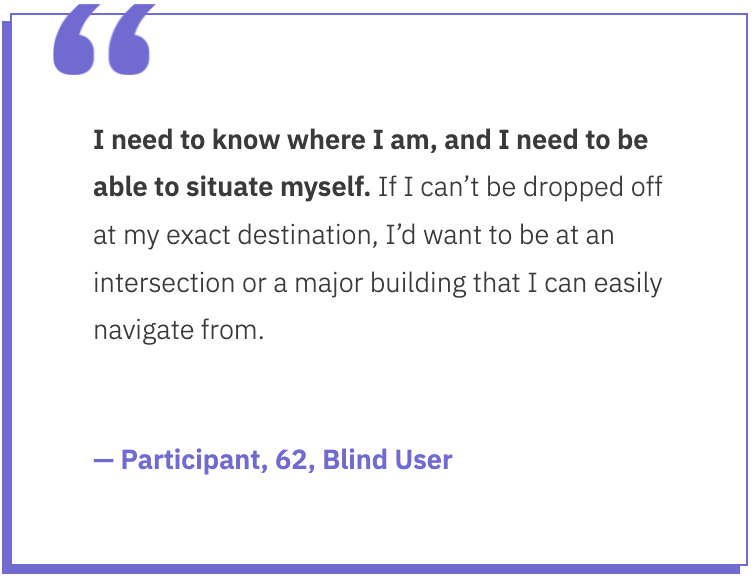 “
I need to know where I am, and I need to be
able to situate myself. If I can’t be dropped off
at my exact destination, I’d want to be at an
intersection or a major building that I can easily
navigate from.
— Participant, 62, Blind User